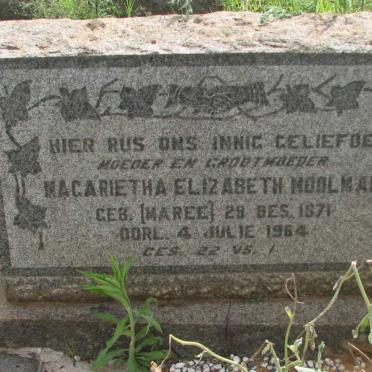 HIER RUS ONS INNIG GELIEFDE
MOEDER EN GROOTMOEDER
MAGARIETHA ELIZABETH MOOLMAN
GEB. (MAREE) 29 DES. 1871
OORL. 4 JULIE 1964
GES. 22 VS. 1